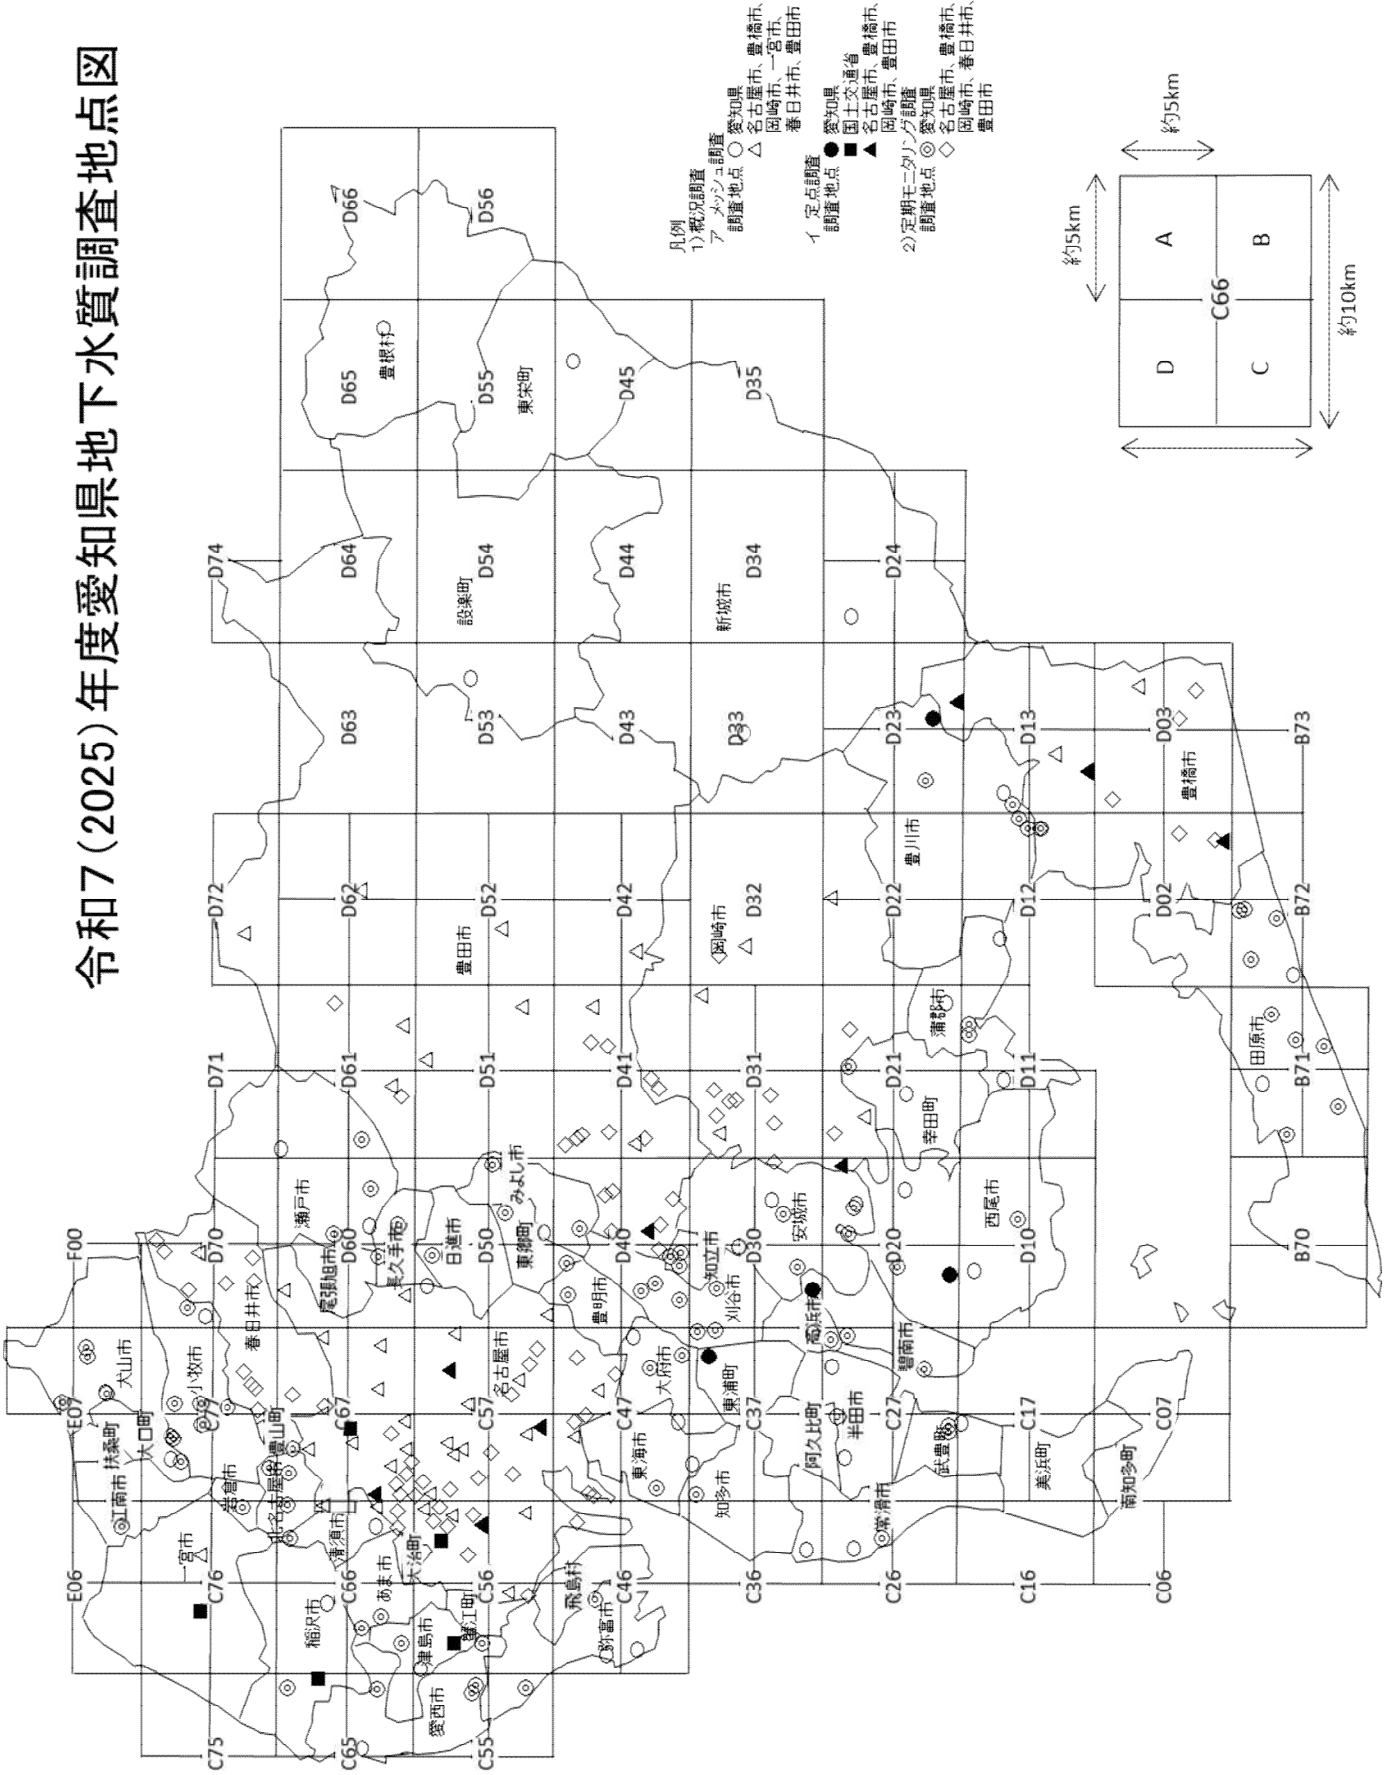 令和7(2025)年度愛知県地下水質調査地点図
凡例
1)概況調査
ア メッシュ調査
調査地点 ○ 愛知県
△ 名古屋市、豊橋市、
岡崎市、一宮市、
春日井市、豊田市
イ 定点調査
調査地点 ● 愛知県
■ 国土交通省
▲ 名古屋市、豊橋市、
岡崎市、豊田市
2)定期モニタリング調査
調査地点 ◎ 愛知県
◇ 名古屋市、豊橋市、
岡崎市、春日井市、
豊田市
約5km
約5km
約10km
D
A
C66
C
B
D66
D56
D65
豊根村
D55
東栄町
D45
D35
D74
D64
設楽町
D54
D44
新城市
D34
D24
D63
D53
D43
D33
D23
D13
D03
B73
豊橋市
豊川市
D72
D62
D52
D42
D32
D22
D12
D02
B72
豊田市
岡崎市
蒲郡市
田原市
D71
D61
D51
D41
D31
D21
D11
B71
幸田町
みよし市
瀬戸市
安城市
西尾市
F00
D70
D60
D50
D40
D30
D20
D10
B70
尾張旭市
長久手市
日進市
東郷町
知立市
豊明市
刈谷市
春日井市
高浜市
碧南市
犬山市
小牧市
名古屋市
大府市
東浦町
E07
C77
C67
C57
C47
C37
C27
C17
C07
扶桑町
大口町
豊山町
東海市
阿久比町
半田市
武豊町
江南市
岩倉市
北名古屋市
知多市
常滑市
美浜町
南知多町
一宮市
清須市
大治町
E06
C76
C66
C56
C46
C36
C26
C16
C06
あま市
飛島村
稲沢市
津島市
蟹江町
弥富市
愛西市
C75
C65
C55